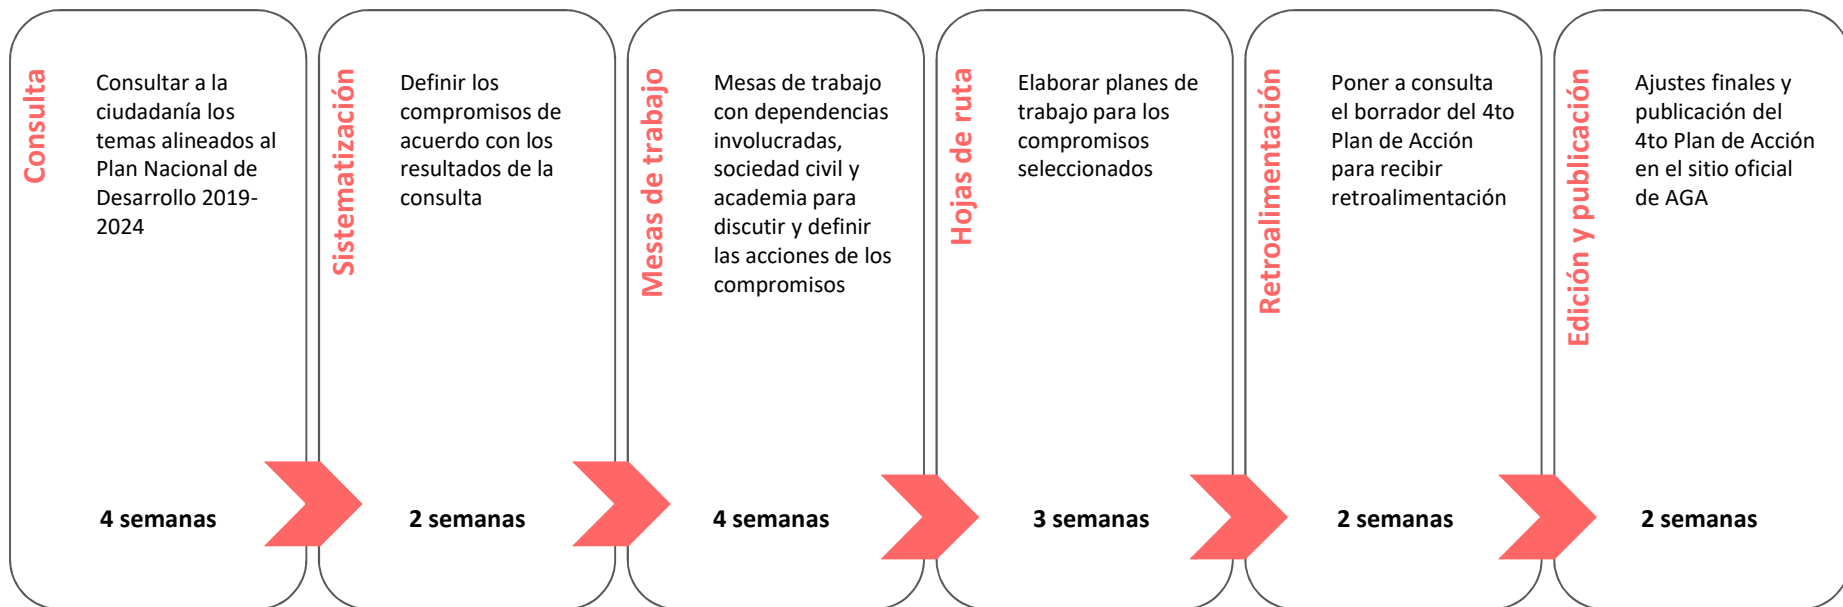 Consulta
Consultar a la
ciudadanía los
temas alineados al
Plan Nacional de
Desarrollo 2019-
2024
4 semanas
Sistematización
Definir los
compromisos de
acuerdo con los
resultados de la
consulta
2 semanas
Mesas de trabajo
Mesas de trabajo
con dependencias
involucradas,
sociedad civil y
academia para
discutir y definir
las acciones de los
compromisos
4 semanas
Hojas de ruta
Elaborar planes de
trabajo para los
compromisos
seleccionados
3 semanas
Retroalimentación
Poner a consulta
el borrador del 4to
Plan de Acción
para recibir
retroalimentación
2 semanas
Edición y publicación
Ajustes finales y
publicación del
4to Plan de Acción
en el sitio oficial
de AGA
2 semanas